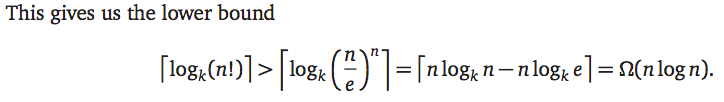 This gives us the lower bound
⌈log_k(n!)⌉ > ⌈log_k(n/e)^n⌉ = ⌈n log_k n − n log_k e⌉ = Ω(n log n).